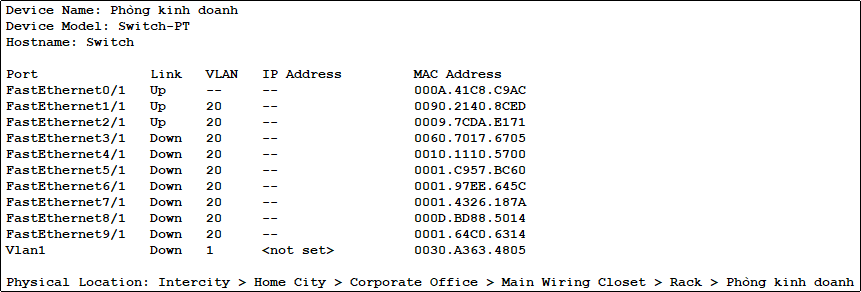 Device Name: Phòng kinh doanh
Device Model: Switch-PT
Hostname: Switch
Port Link VLAN IP Address MAC Address
FastEthernet0/1 Up -- -- 000A.41C8.C9AC
FastEthernet1/1 Up 20 -- 0090.2140.8CED
FastEthernet2/1 Up 20 -- 0009.7CDA.E171
FastEthernet3/1 Down 20 -- 0060.7017.6705
FastEthernet4/1 Down 20 -- 0010.1110.5700
FastEthernet5/1 Down 20 -- 0001.C957.BC60
FastEthernet6/1 Down 20 -- 0001.97EE.645C
FastEthernet7/1 Down 20 -- 0001.4326.187A
FastEthernet8/1 Down 20 -- 000D.BD88.5014
FastEthernet9/1 Down 20 -- 0001.64C0.6314
Vlan1 Down 1 <not set> 0030.A363.4805
Physical Location: Intercity > Home City > Corporate Office > Main Wiring Closet > Rack > Phòng kinh doanh